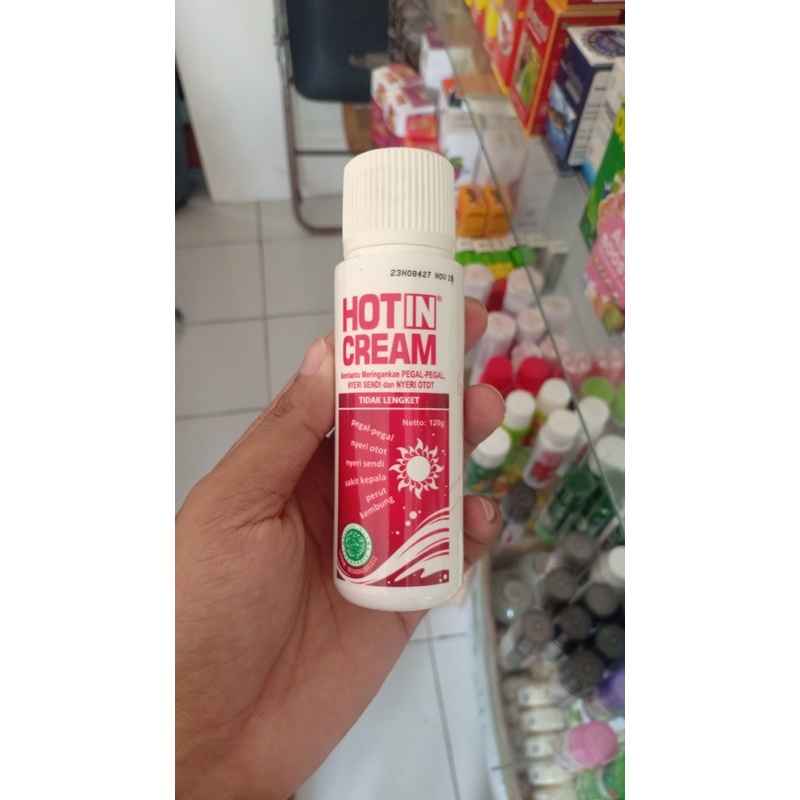 23N08427 NOV 26
HOT IN®
CREAM
Membantu Meringankan PEGAL-PEGAL,
NYERI SENDI dan NYERI OTOT
TIDAK LENGKET
Netto: 120g
pegal-pegal
nyeri otot
nyeri sendi
sakit kepala
perut
kembung